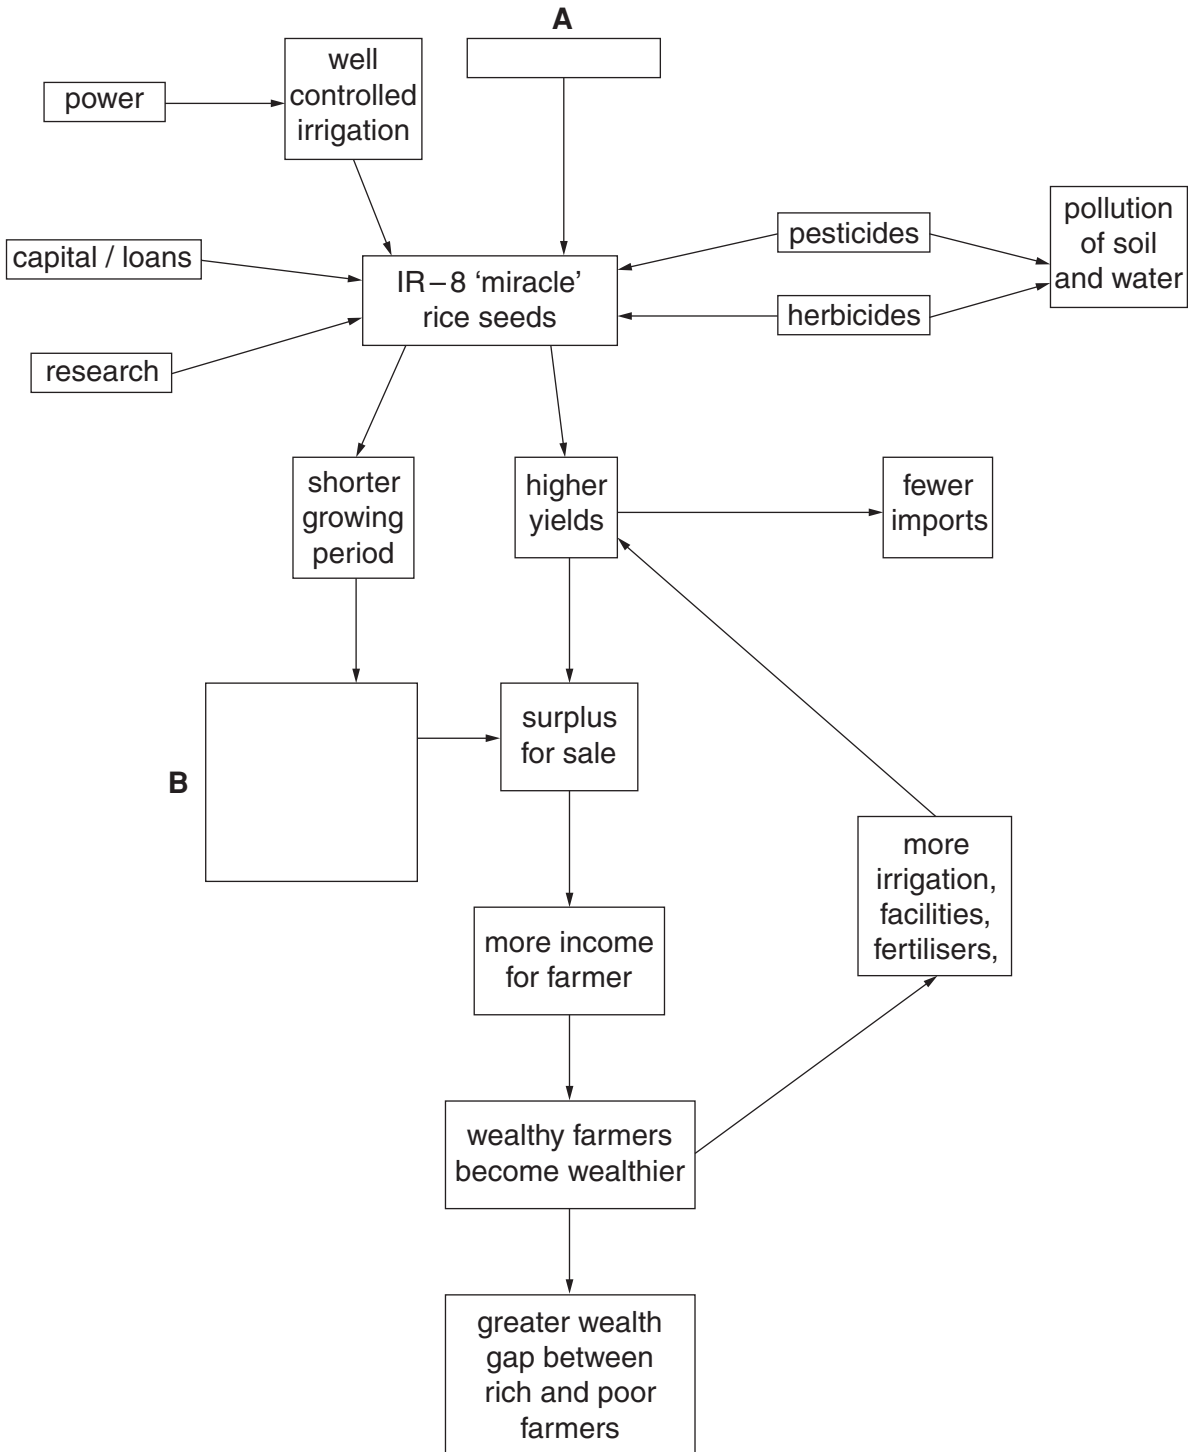 A
well
controlled
irrigation
power
capital / loans
research
IR–8 ‘miracle’
rice seeds
pesticides
herbicides
pollution
of soil
and water
shorter
growing
period
higher
yields
fewer
imports
B
surplus
for sale
more
irrigation,
facilities,
fertilisers,
more income
for farmer
wealthy farmers
become wealthier
greater wealth
gap between
rich and poor
farmers